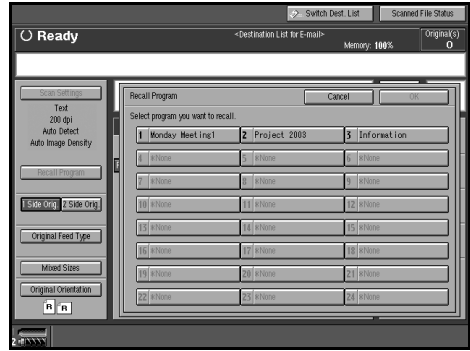 Switch Dest. List
Scanned File Status
Ready
<Destination List for E-mail>
Memory: 100%
Original(s)
0
Scan Settings
Text
200 dpi
Auto Detect
Auto Image Density
Recall Program
1 Side Orig.
2 Side Orig.
Original Feed Type
Mixed Sizes
Original Orientation
R R
2
Recall Program
Cancel
OK
Select program you want to recall.
1 Monday Meeting1
2 Project 2003
3 Information
4 *None
5 *None
6 *None
7 *None
8 *None
9 *None
10 *None
11 *None
12 *None
13 *None
14 *None
15 *None
16 *None
17 *None
18 *None
19 *None
20 *None
21 *None
22 *None
23 *None
24 *None